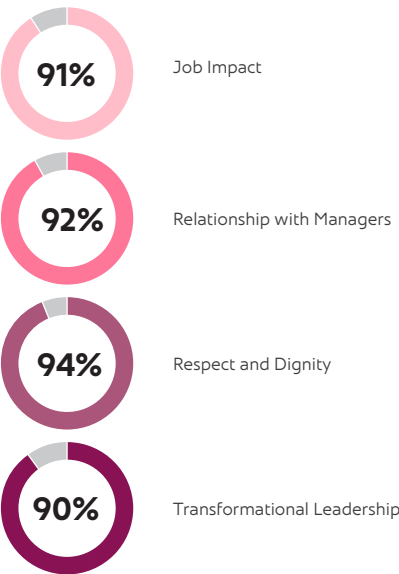 91%
Job Impact
92%
Relationship with Managers
94%
Respect and Dignity
90%
Transformational Leadership